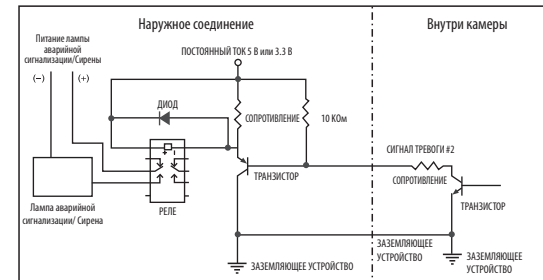 Наружное соединение
Внутри камеры
Питание лампы
аварийной
сигнализации/Сирены
(−)
(+)
ПОСТОЯННЫЙ ТОК 5 В или 3.3 В
ДИОД
СОПРОТИВЛЕНИЕ
10 КОм
СИГНАЛ ТРЕВОГИ #2
СОПРОТИВЛЕНИЕ
ТРАНЗИСТОР
ТРАНЗИСТОР
РЕЛЕ
Лампа аварийной
сигнализации/ Сирена
ЗАЗЕМЛЯЮЩЕЕ УСТРОЙСТВО
ЗАЗЕМЛЯЮЩЕЕ
УСТРОЙСТВО
ЗАЗЕМЛЯЮЩЕЕ
УСТРОЙСТВО